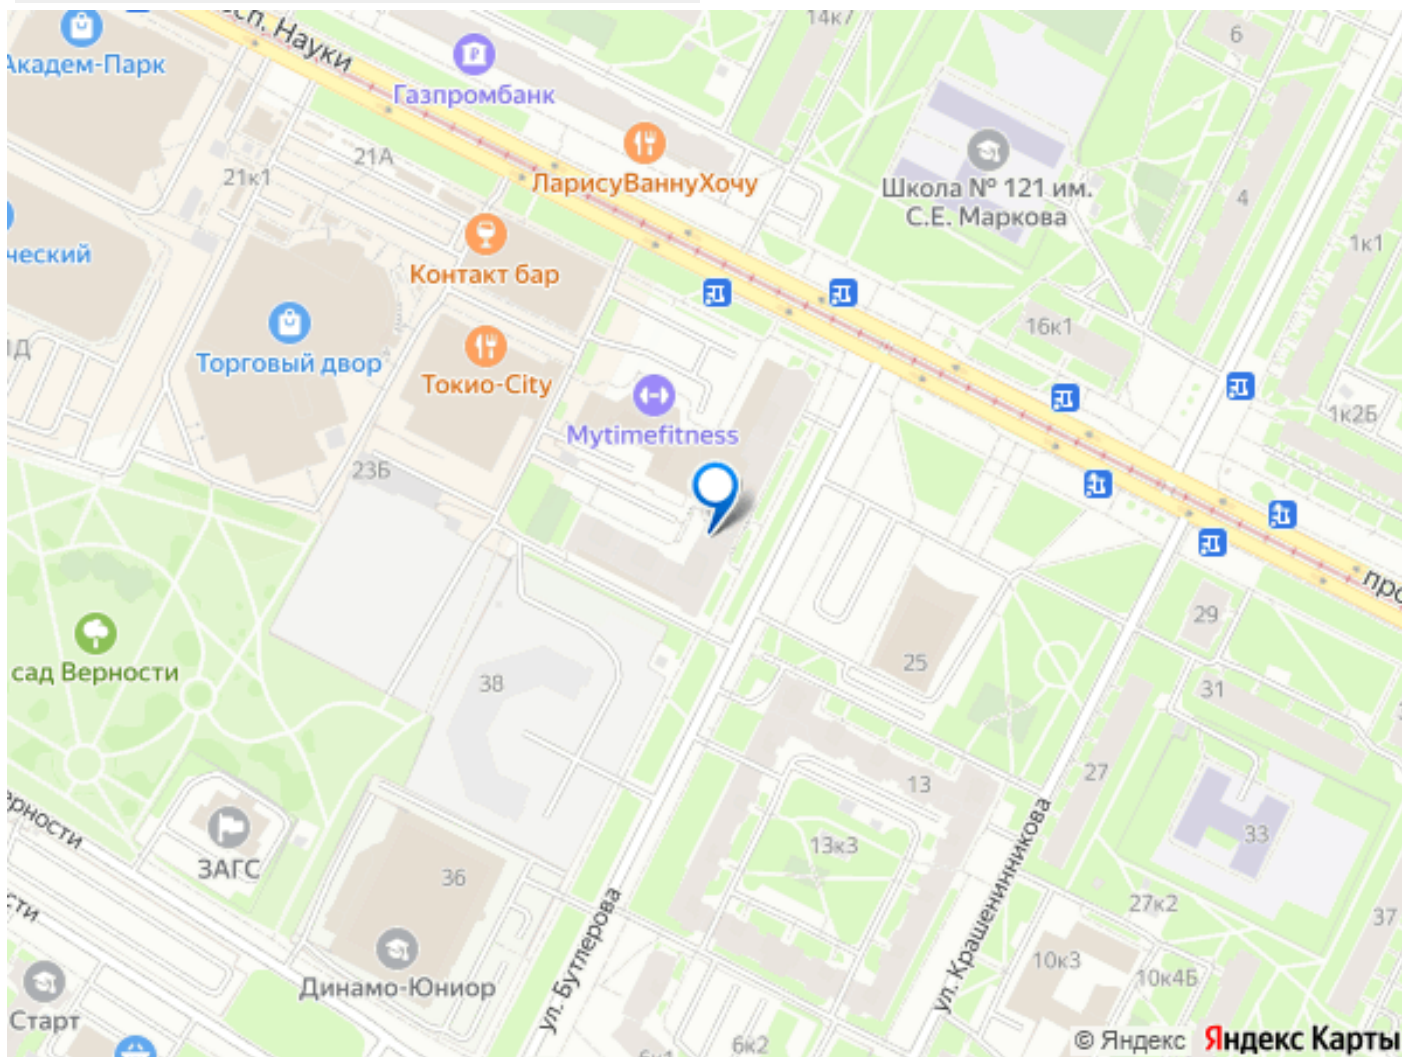 14к7
6
Академ-Парк
Науки
Газпромбанк
21А
21к1
ЛарисуВаннуХочу
Школа № 121 им.
С.Е. Маркова
4
1к1
Контакт бар
16к1
Торговый двор
Токио-City
1к2Б
Mytimefitness
23Б
29
сад Верности
38
25
31
27
13
33
13к3
ЗАГС
36
27к2
37
ул. Бутлерова
ул. Крашенинникова
10к3
10к4Б
Динамо-Юниор
Старт
6к2
© Яндекс Яндекс Карты